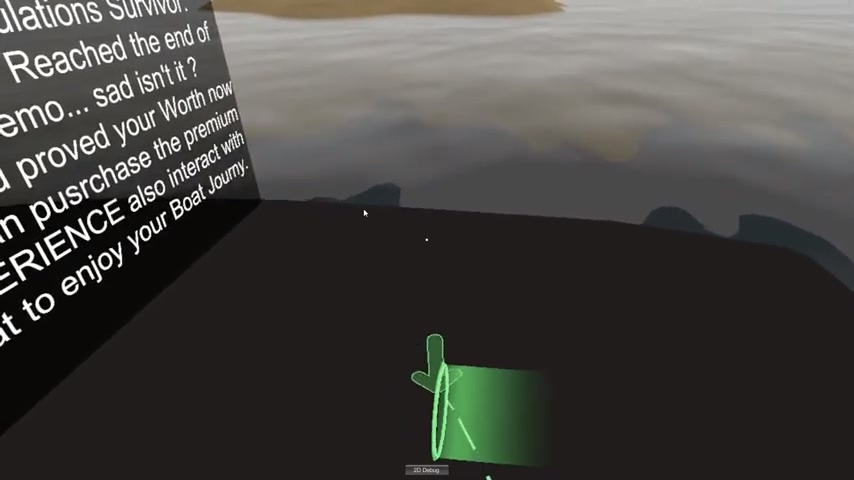 ulations Survivor.
Reached the end of
emo... sad isn't it ?
proved your Worth now
n pusrchase the premium
ERIENCE also interact with
at to enjoy your Boat Journy.
2D Debug